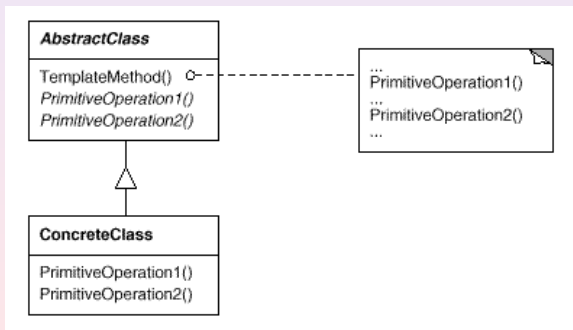 AbstractClass
TemplateMethod()
PrimitiveOperation1()
PrimitiveOperation2()
...
PrimitiveOperation1()
...
PrimitiveOperation2()
...
ConcreteClass
PrimitiveOperation1()
PrimitiveOperation2()